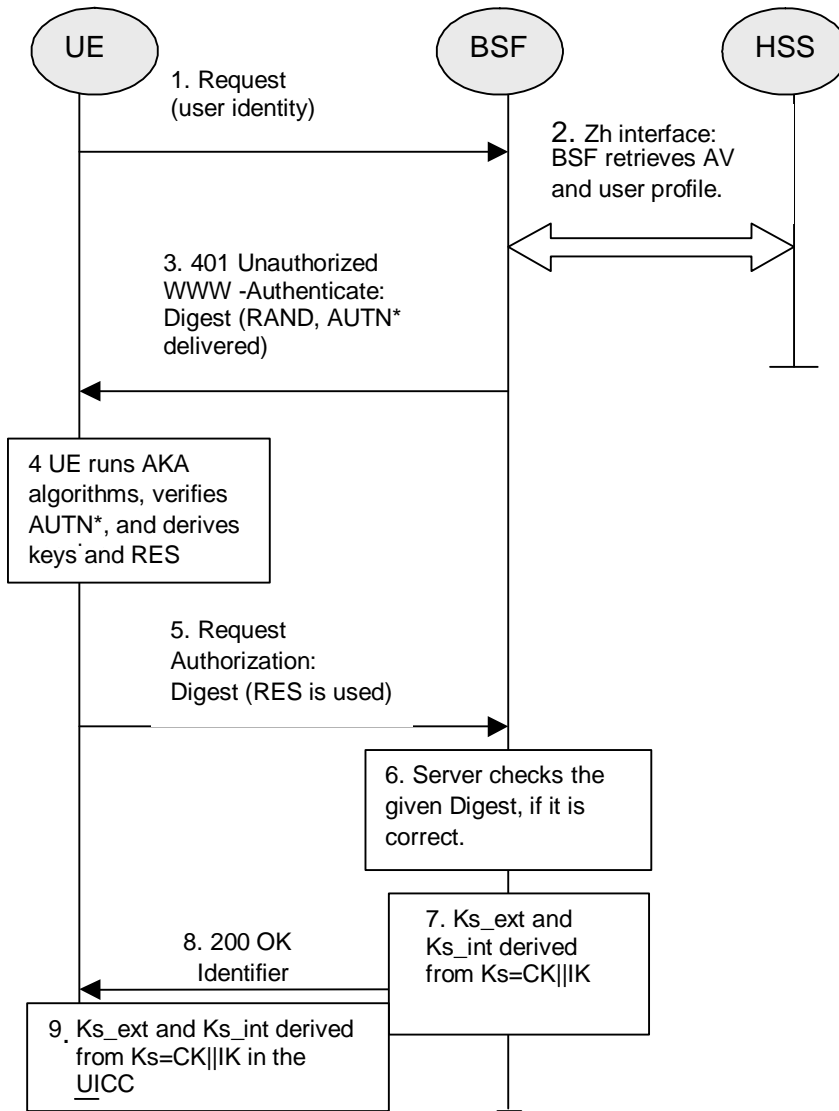 UE
BSF
HSS
1. Request
(user identity)
2. Zh interface:
BSF retrieves AV
and user profile.
3. 401 Unauthorized
WWW -Authenticate:
Digest (RAND, AUTN*
delivered)
4 UE runs AKA
algorithms, verifies
AUTN*, and derives
keys and RES
5. Request
Authorization:
Digest (RES is used)
6. Server checks the
given Digest, if it is
correct.
7. Ks_ext and
Ks_int derived
from Ks=CK||IK
8. 200 OK
Identifier
9. Ks_ext and Ks_int derived
from Ks=CK||IK in the
UICC